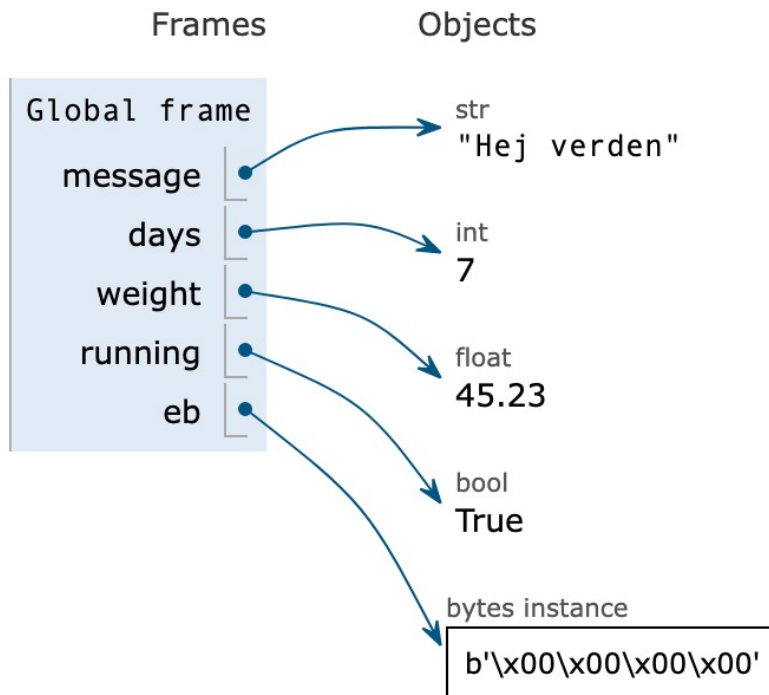 Frames Objects
Global frame
message
days
weight
running
eb
str
"Hej verden"
int
7
float
45.23
bool
True
bytes instance
b'\x00\x00\x00\x00'